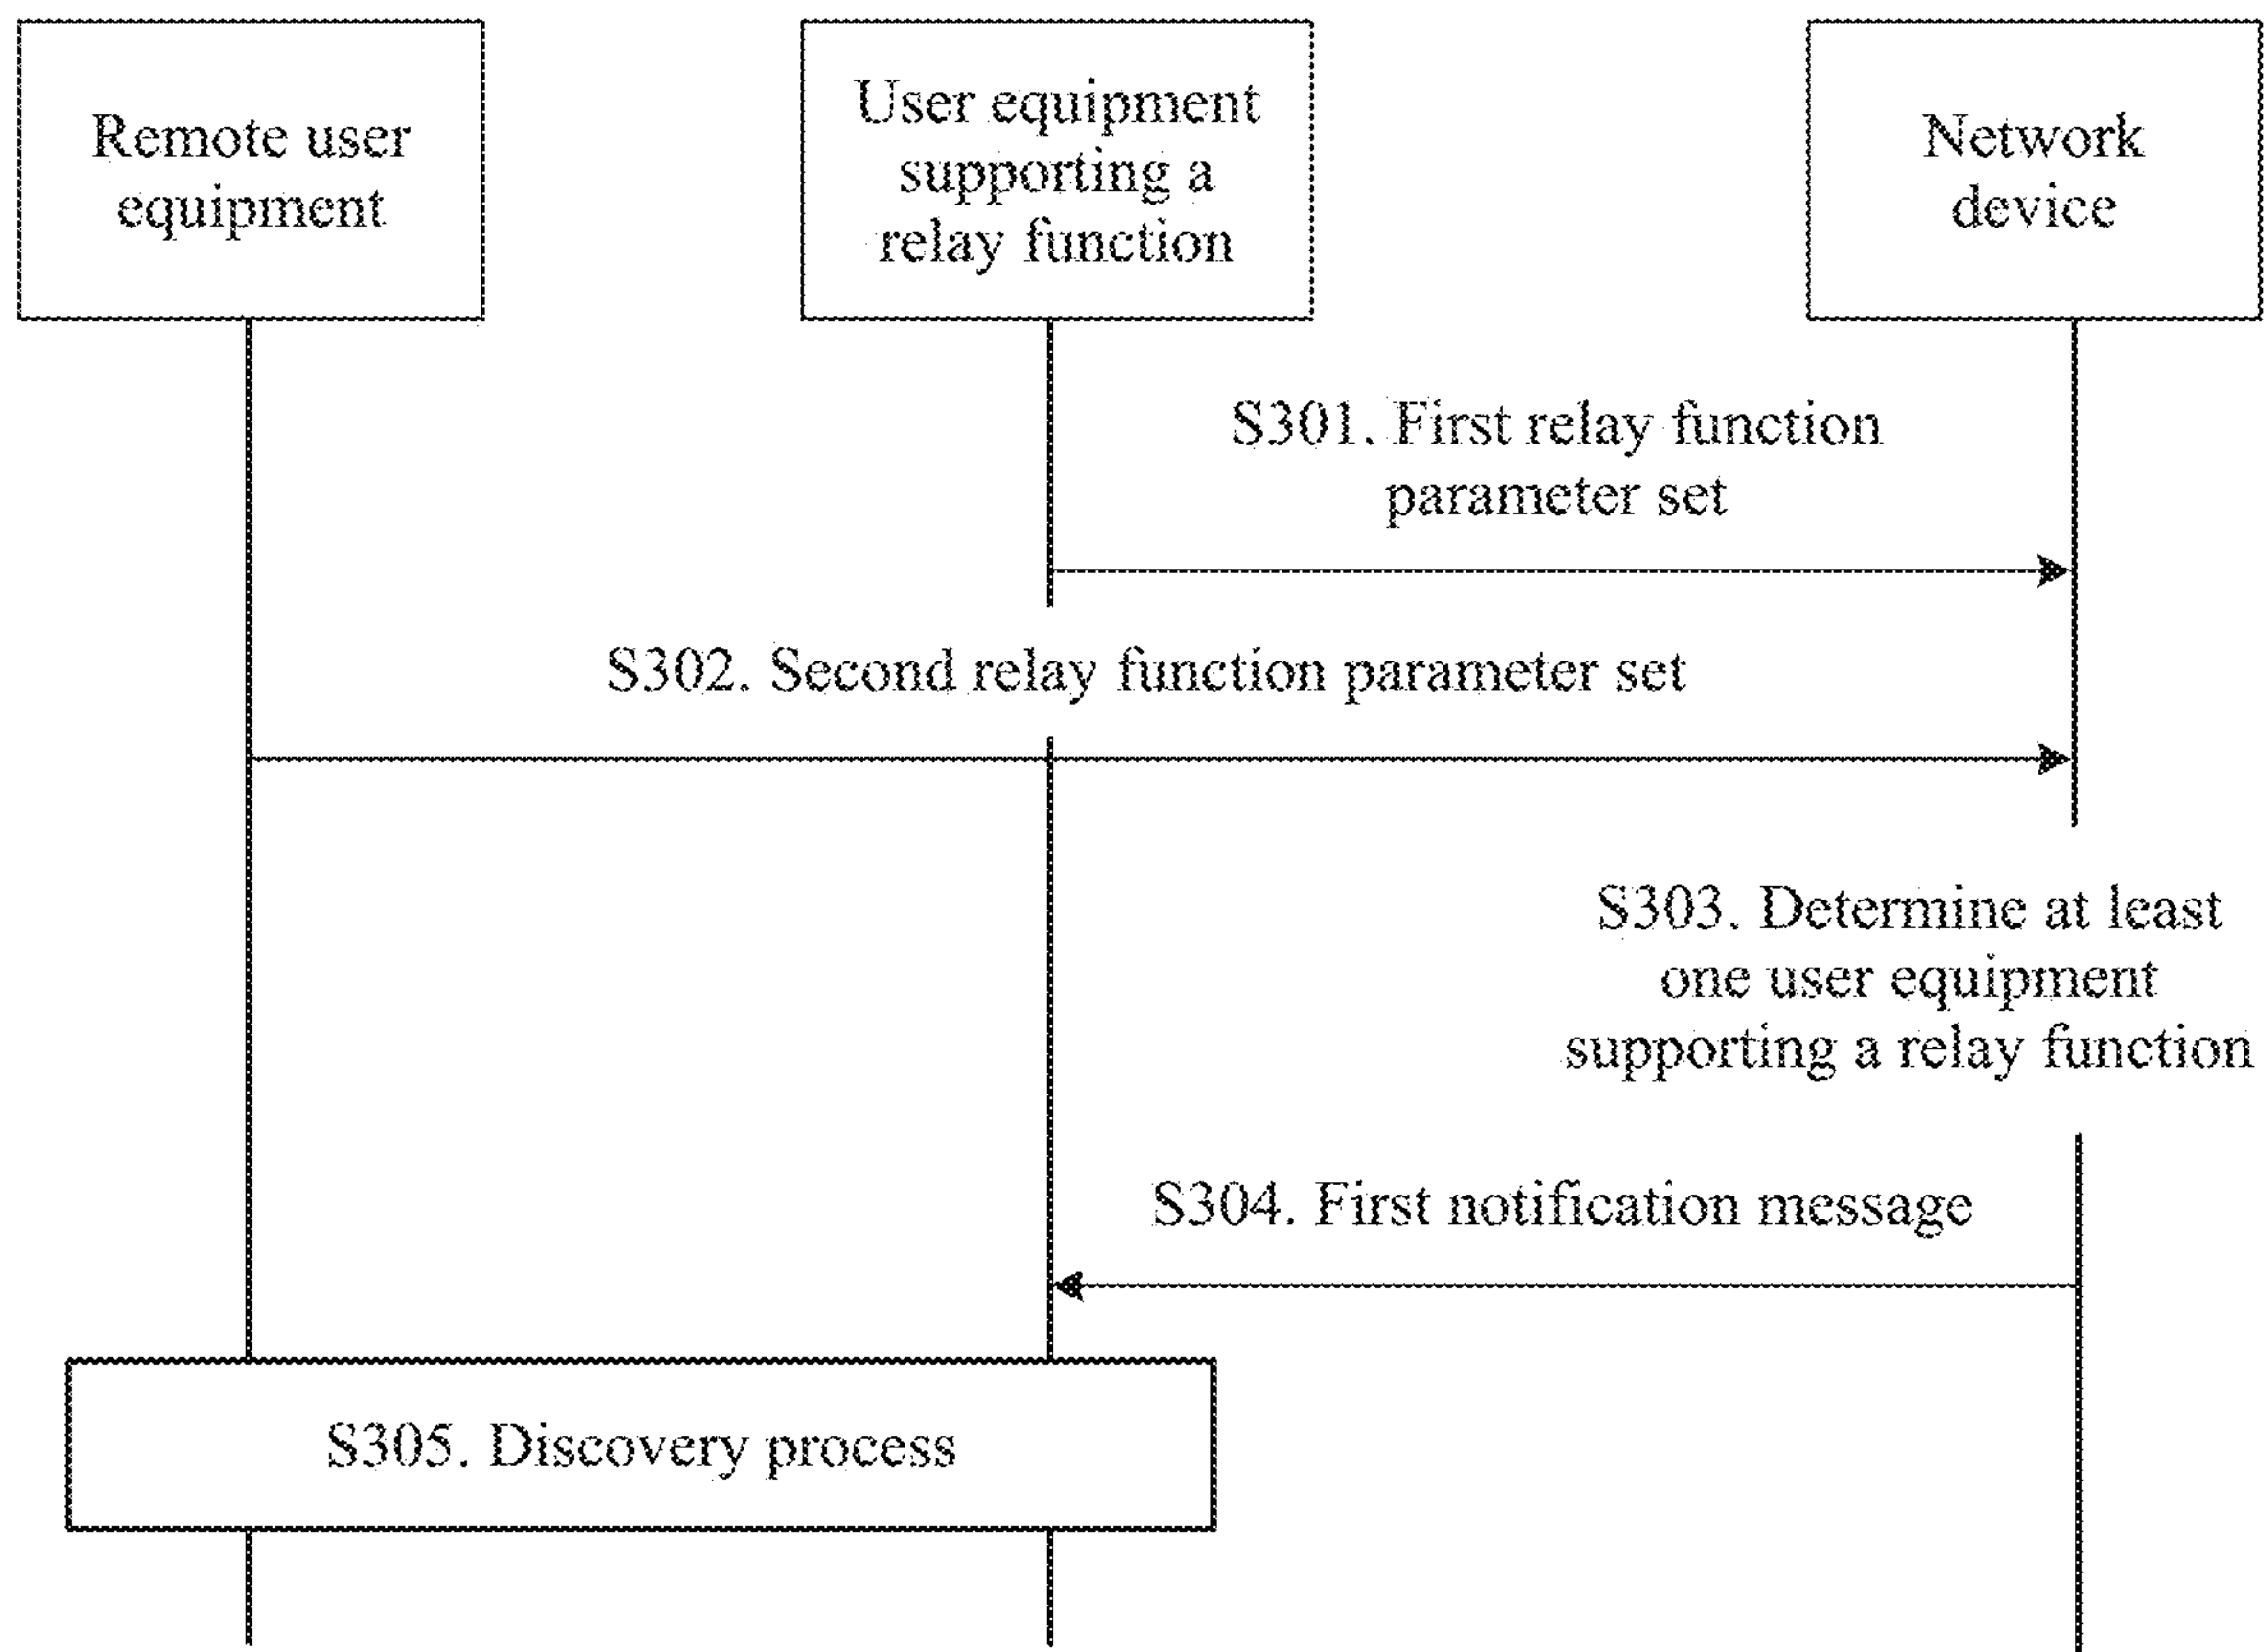 Remote user
equipment
User equipment
supporting a
relay function
Network
device
S301. First relay function
parameter set
S302. Second relay function parameter set
S303. Determine at least
one user equipment
supporting a relay function
S304. First notification message
S305. Discovery process